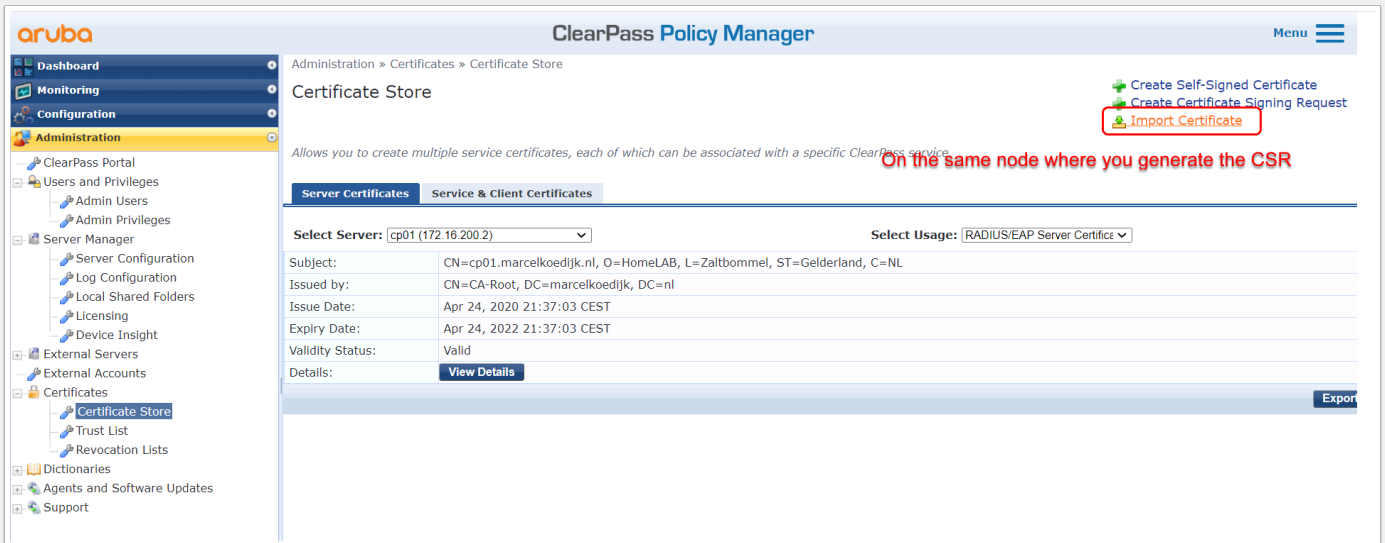 aruba
ClearPass Policy Manager
Menu
Dashboard
Monitoring
Configuration
Administration
ClearPass Portal
Users and Privileges
Admin Users
Admin Privileges
Server Manager
Server Configuration
Log Configuration
Local Shared Folders
Licensing
Device Insight
External Servers
External Accounts
Certificates
Certificate Store
Trust List
Revocation Lists
Dictionaries
Agents and Software Updates
Support
Administration » Certificates » Certificate Store
Certificate Store
Create Self-Signed Certificate
Create Certificate Signing Request
Import Certificate
Allows you to create multiple service certificates, each of which can be associated with a specific ClearPass service
On the same node where you generate the CSR
Server Certificates Service & Client Certificates
Select Server: cp01 (172.16.200.2) Select Usage: RADIUS/EAP Server Certifica
Subject: CN=cp01.marcelkoedijk.nl, O=HomeLAB, L=Zaltbommel, ST=Gelderland, C=NL
Issued by: CN=CA-Root, DC=marcelkoedijk, DC=nl
Issue Date: Apr 24, 2020 21:37:03 CEST
Expiry Date: Apr 24, 2022 21:37:03 CEST
Validity Status: Valid
Details: View Details
Export